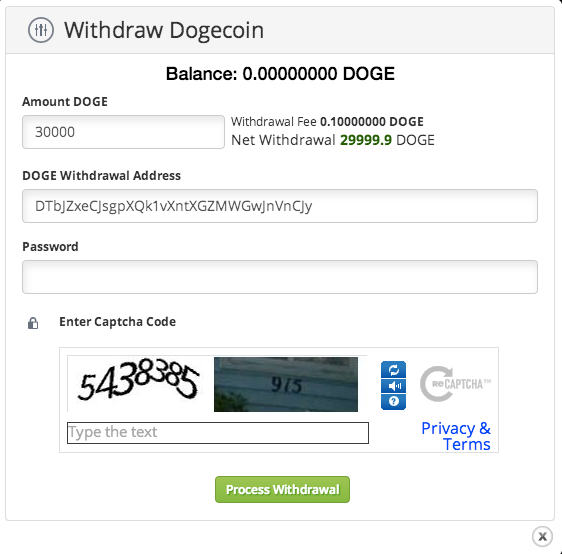 Withdraw Dogecoin
Balance: 0.00000000 DOGE
Amount DOGE
30000
Withdrawal Fee 0.10000000 DOGE
Net Withdrawal 29999.9 DOGE
DOGE Withdrawal Address
DTbJZxeCJsgpXQk1vXntXGZMWGwJnVnCJy
Password
Enter Captcha Code
5438385
915
?
reCAPTCHA™
Type the text
Privacy &
Terms
Process Withdrawal
x